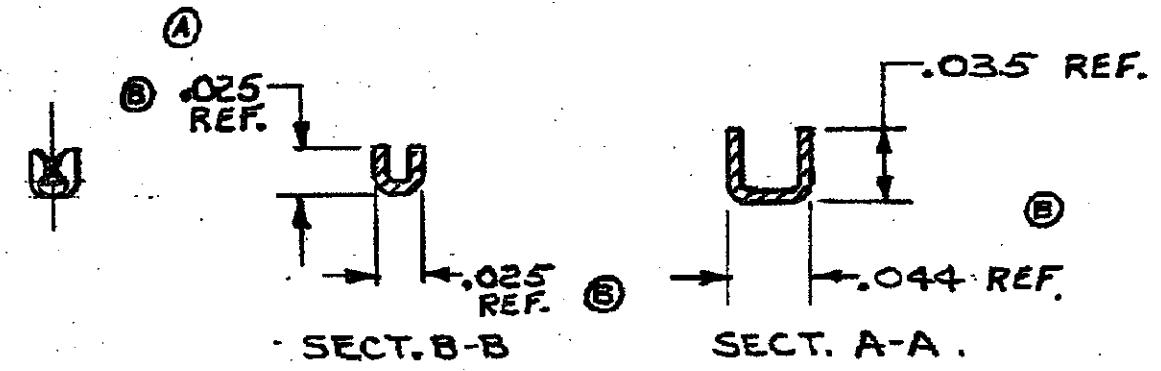 A
B .025
REF.
.035 REF.
B
.025
REF. B
.044 REF.
SECT. B-B
SECT. A-A .